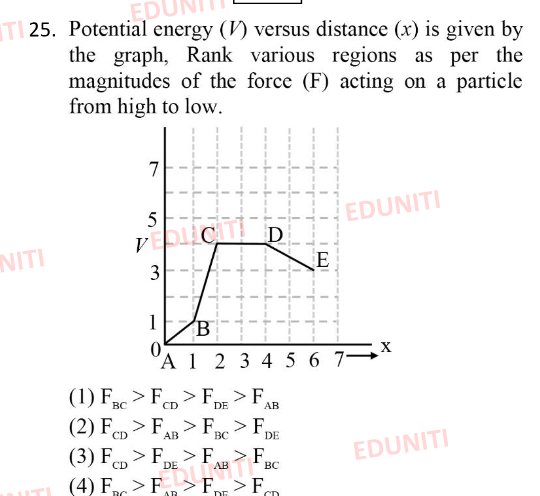 EDUNITI
25. Potential energy (V) versus distance (x) is given by
the graph, Rank various regions as per the
magnitudes of the force (F) acting on a particle
from high to low.
7
5
EDUNITI
V
EDUNITI
C
D
E
3
1
B
0
A 1 2 3 4 5 6 7
x
(1) F_BC > F_CD > F_DE > F_AB
(2) F_CD > F_AB > F_BC > F_DE
(3) F_CD > F_DE > F_AB > F_BC
EDUNITI
(4) F_BC > F_AB > F_DE > F_CD
EDUNITI